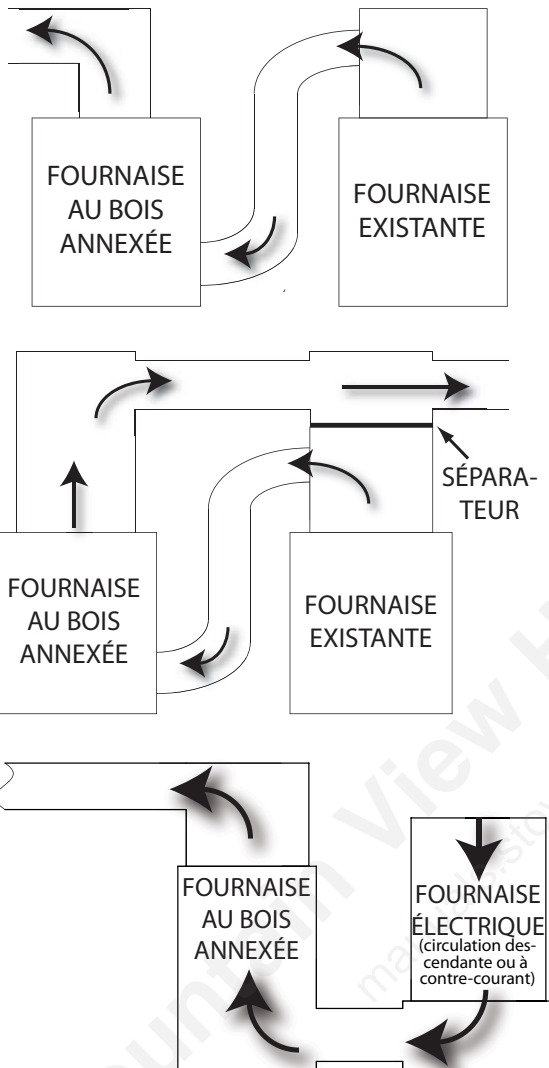 FOURNAISE
AU BOIS
ANNEXÉE
FOURNAISE
EXISTANTE
SÉPARA-
TEUR
FOURNAISE
AU BOIS
ANNEXÉE
FOURNAISE
EXISTANTE
FOURNAISE
AU BOIS
ANNEXÉE
FOURNAISE
ÉLECTRIQUE
(circulation des-
cendante ou à
contre-courant)